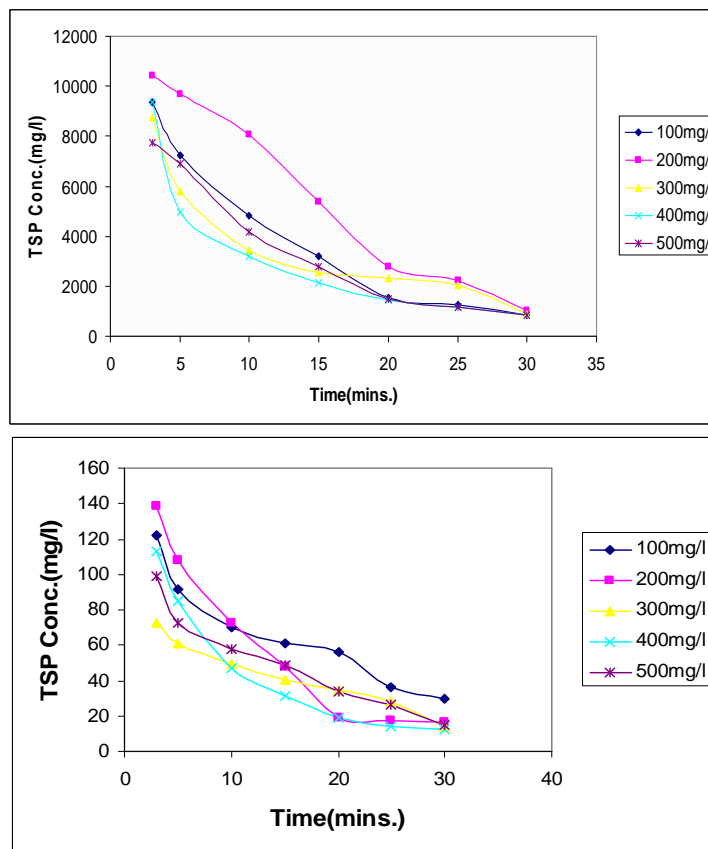 12000
10000
8000
6000
4000
2000
0
TSP Conc.(mg/l)
0 5 10 15 20 25 30 35
Time(mins.)
100mg/
200mg/
300mg/
400mg/
500mg/
160
140
120
100
80
60
40
20
0
TSP Conc.(mg/l)
0 10 20 30 40
Time(mins.)
100mg/l
200mg/l
300mg/l
400mg/l
500mg/l